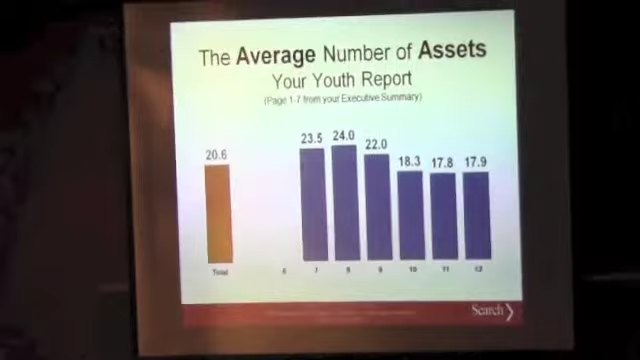 The Average Number of Assets
Your Youth Report
(Page 1-7 from your Executive Summary)
20.6
23.5
24.0
22.0
18.3
17.8
17.9
Total
6
7
8
9
10
11
12
Search